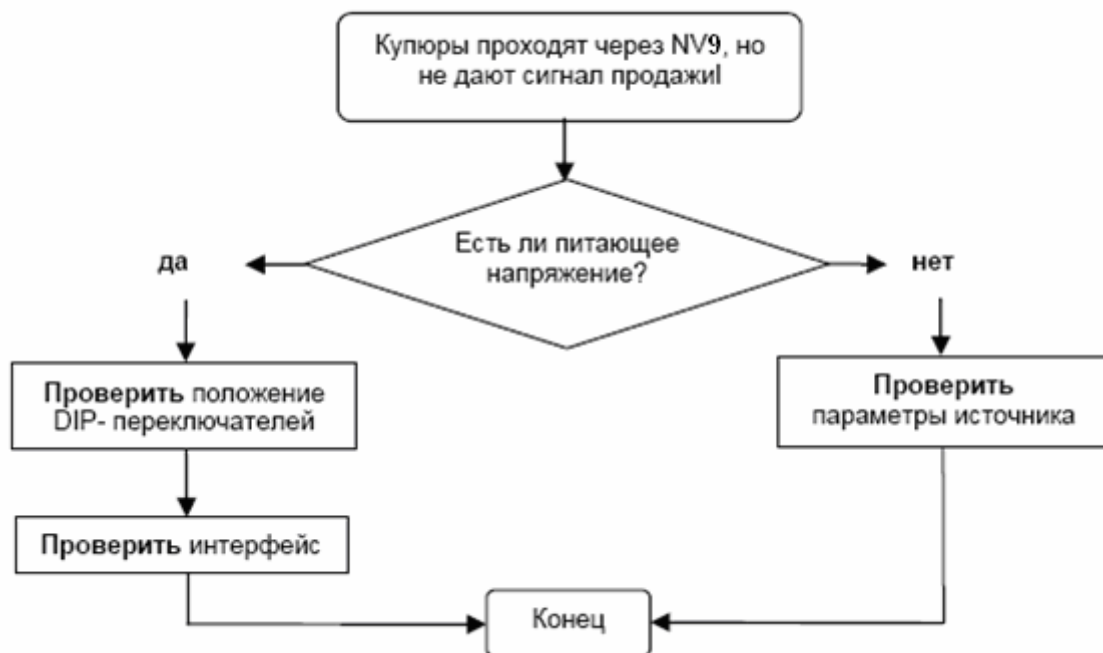 Купюры проходят через NV9, но
не дают сигнал продажиl
Есть ли питающее
напряжение?
да
нет
Проверить положение
DIP- переключателей
Проверить
параметры источника
Проверить интерфейс
Конец